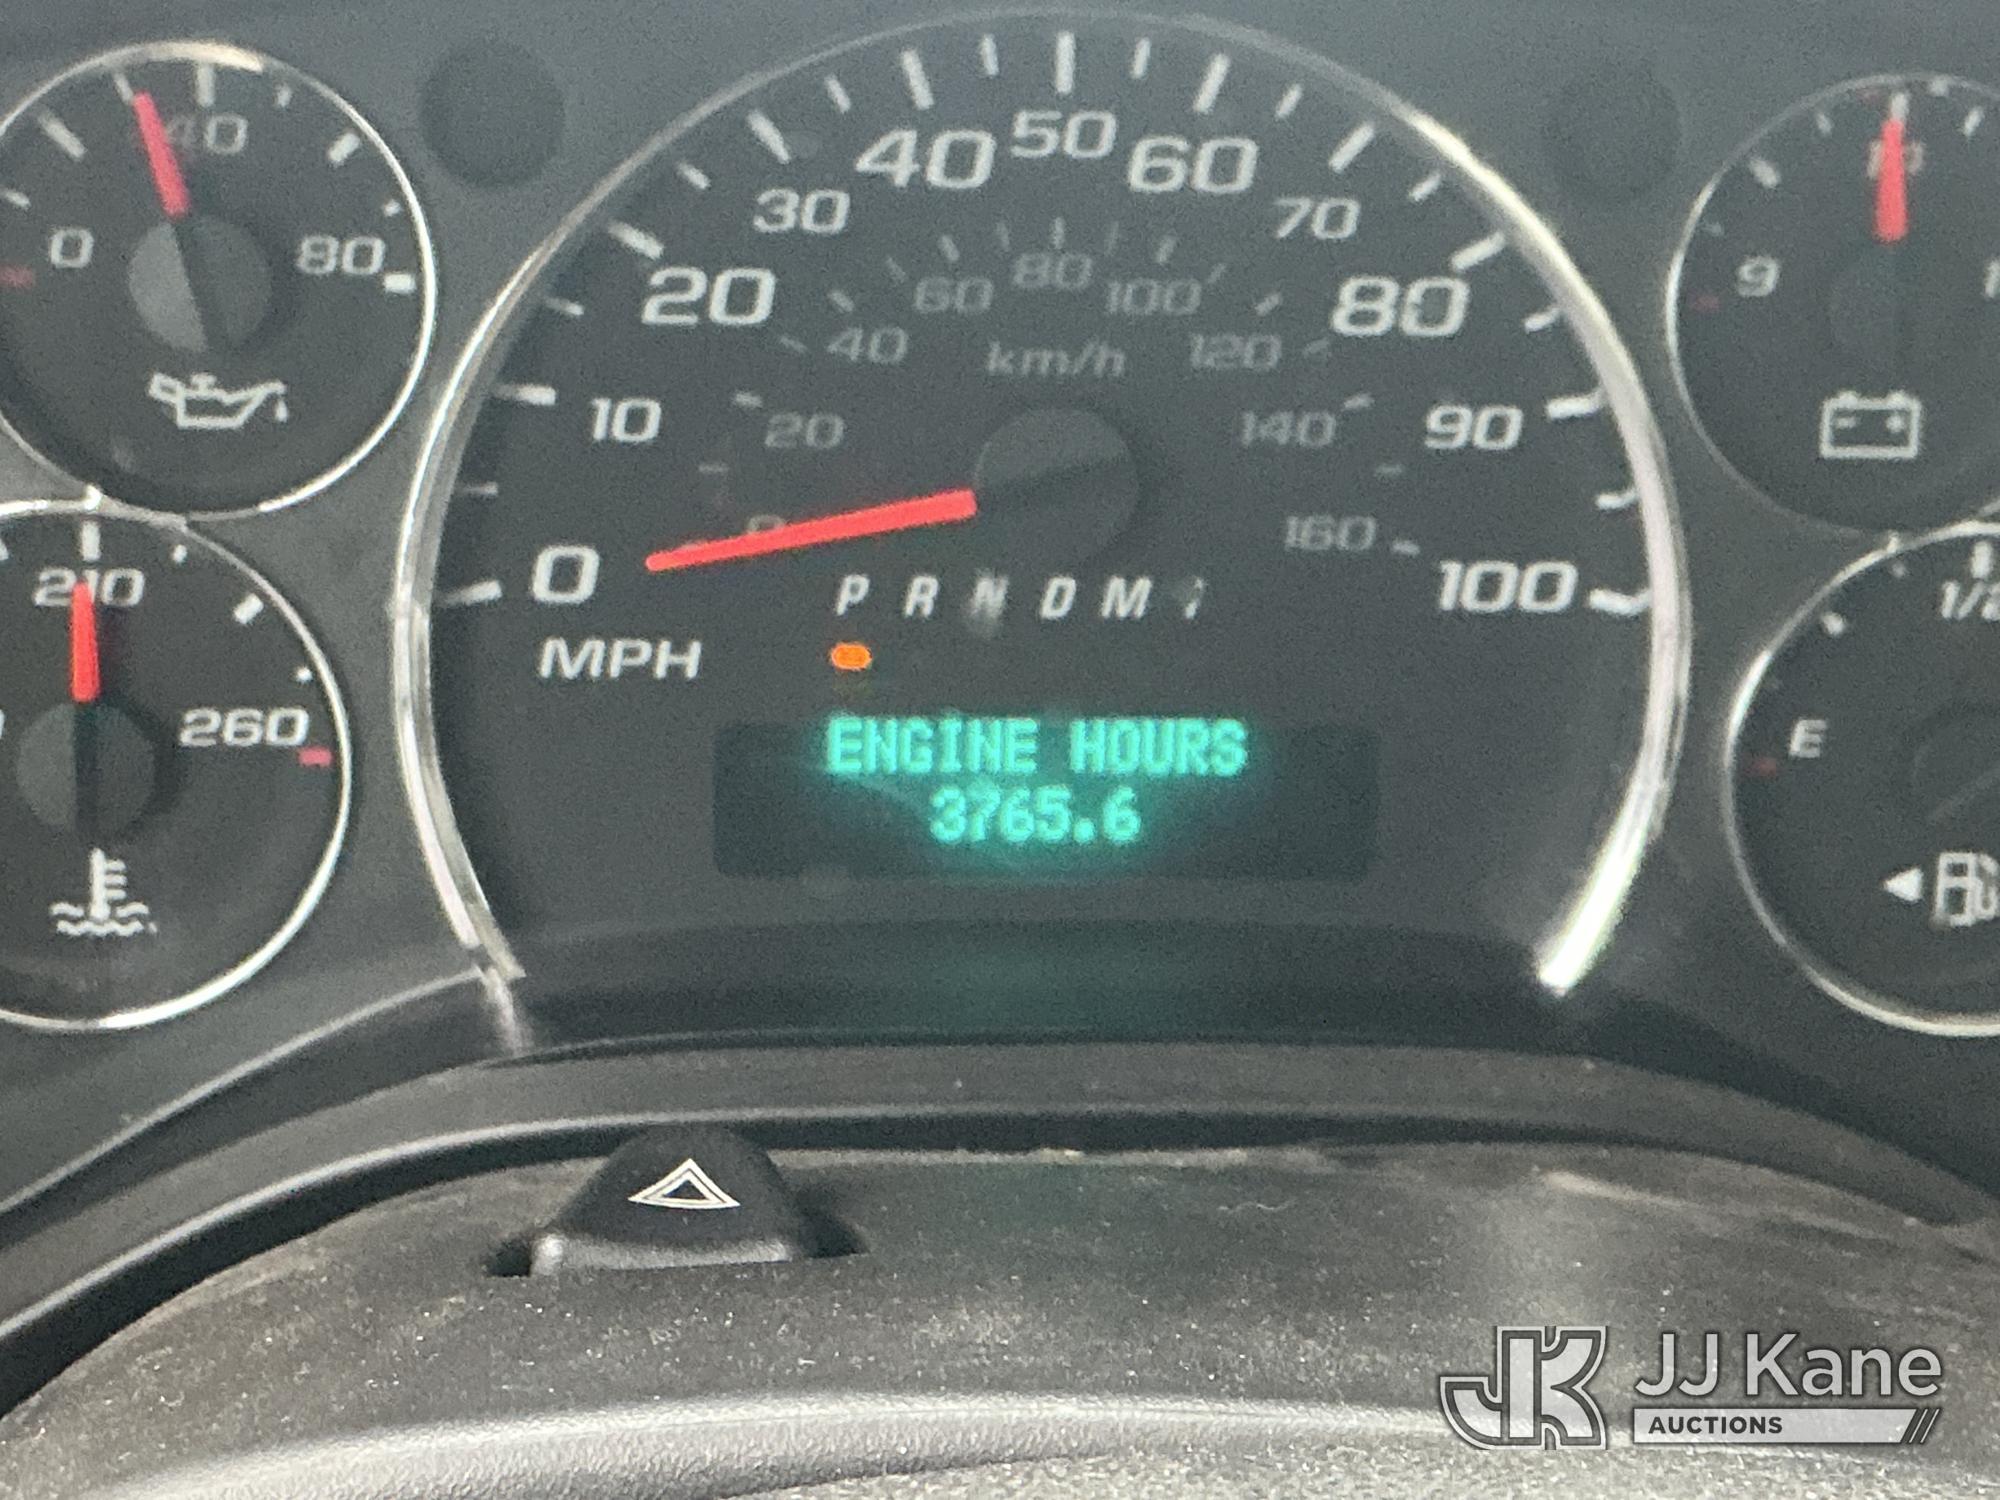 40
0 80
210
260
0 10 20 30 40 50 60 70 80 90 100
MPH
20 40 60 80 100 120 140 160
km/h
P R N D M 1
ENGINE HOURS
3765.6
9
1/2
E
JJ Kane
AUCTIONS